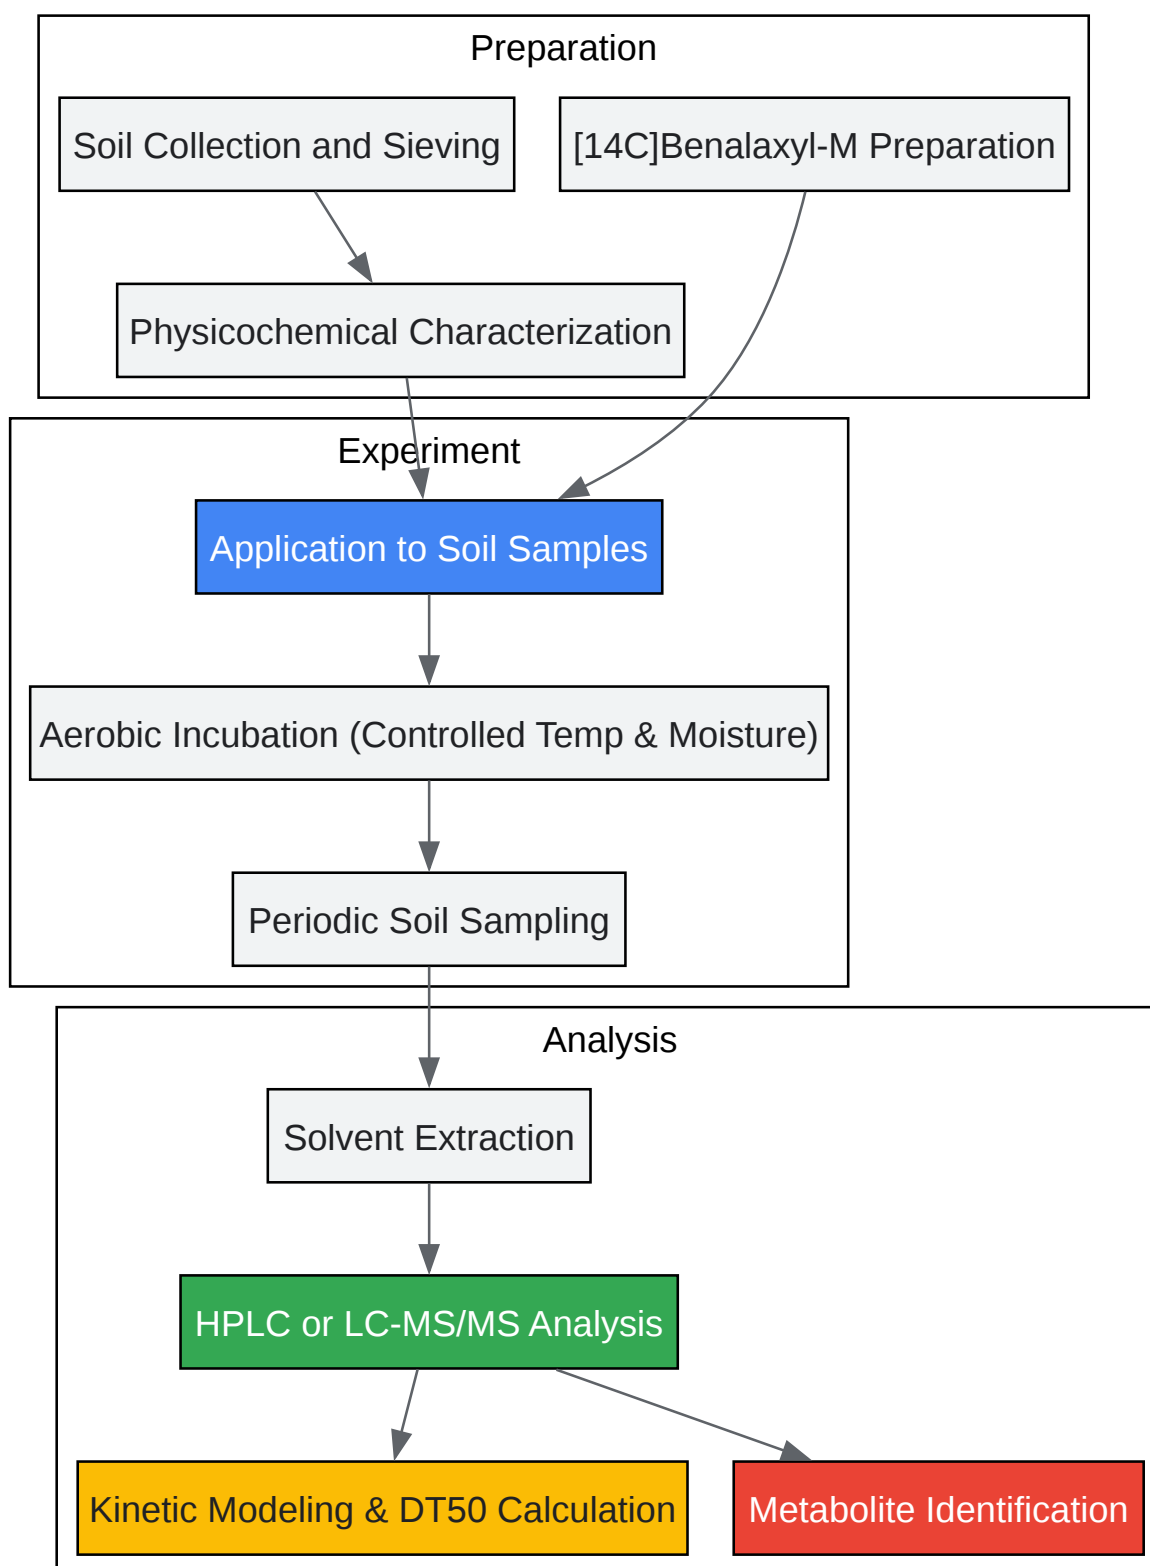 Preparation
Soil Collection and Sieving
[14C]Benalaxyl-M Preparation
Physicochemical Characterization
Experiment
Application to Soil Samples
Aerobic Incubation (Controlled Temp & Moisture)
Periodic Soil Sampling
Analysis
Solvent Extraction
HPLC or LC-MS/MS Analysis
Kinetic Modeling & DT50 Calculation
Metabolite Identification